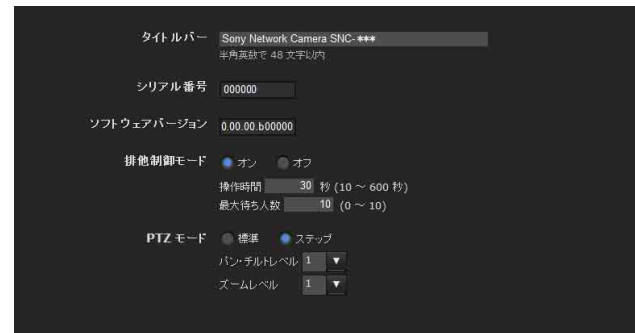 タイトルバー Sony Network Camera SNC-***
半角英数で 48 文字以内
シリアル番号 000000
ソフトウェアバージョン 0.00.00.b00000
排他制御モード オン オフ
操作時間 30 秒 (10 ～ 600 秒)
最大待ち人数 10 (0 ～ 10)
PTZ モード 標準 ステップ
パン・チルトレベル 1
ズームレベル 1